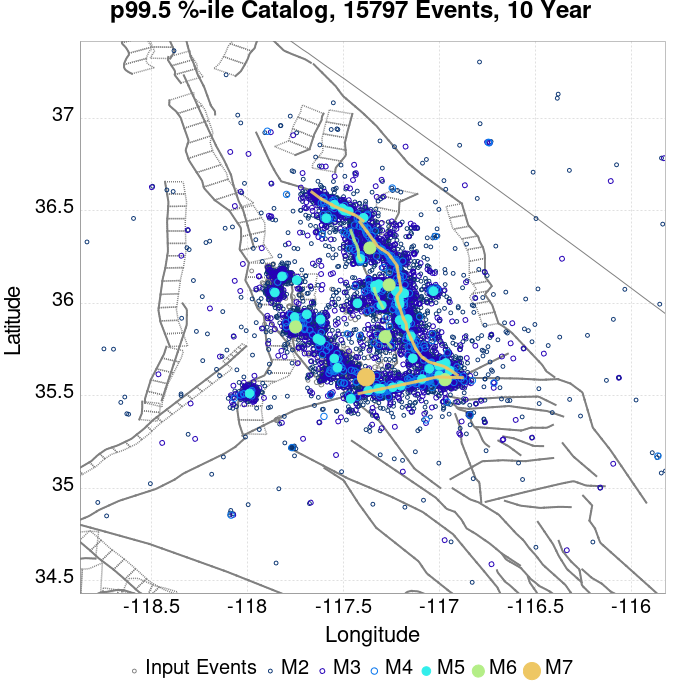 p99.5 %-ile Catalog, 15797 Events, 10 Year
37
36.5
36
35.5
35
34.5
Latitude
-118.5 -118 -117.5 -117 -116.5 -116
Longitude
Input Events M2 M3 M4 M5 M6 M7